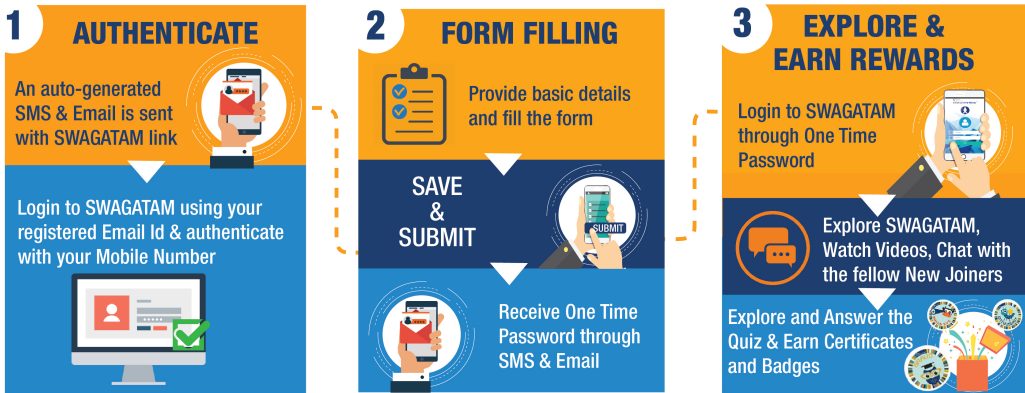 1
AUTHENTICATE
An auto-generated
SMS & Email is sent
with SWAGATAM link
Login to SWAGATAM using your
registered Email Id & authenticate
with your Mobile Number
2
FORM FILLING
Provide basic details
and fill the form
SAVE
&
SUBMIT
SUBMIT
Receive One Time
Password through
SMS & Email
3
EXPLORE &
EARN REWARDS
Login to SWAGATAM
through One Time
Password
Explore SWAGATAM,
Watch Videos, Chat with
the fellow New Joiners
Explore and Answer the
Quiz & Earn Certificates
and Badges